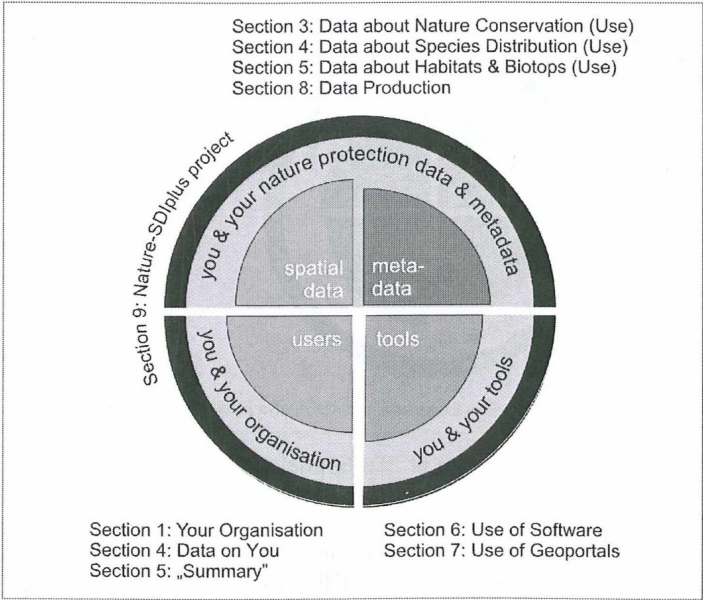 Section 3: Data about Nature Conservation (Use)
Section 4: Data about Species Distribution (Use)
Section 5: Data about Habitats & Biotops (Use)
Section 8: Data Production
Section 9: Nature-SDIplus project
you & your nature protection data & metadata
spatial
data
meta-
data
users
tools
you & your organisation
you & your tools
Section 1: Your Organisation
Section 4: Data on You
Section 5: „Summary"
Section 6: Use of Software
Section 7: Use of Geoportals